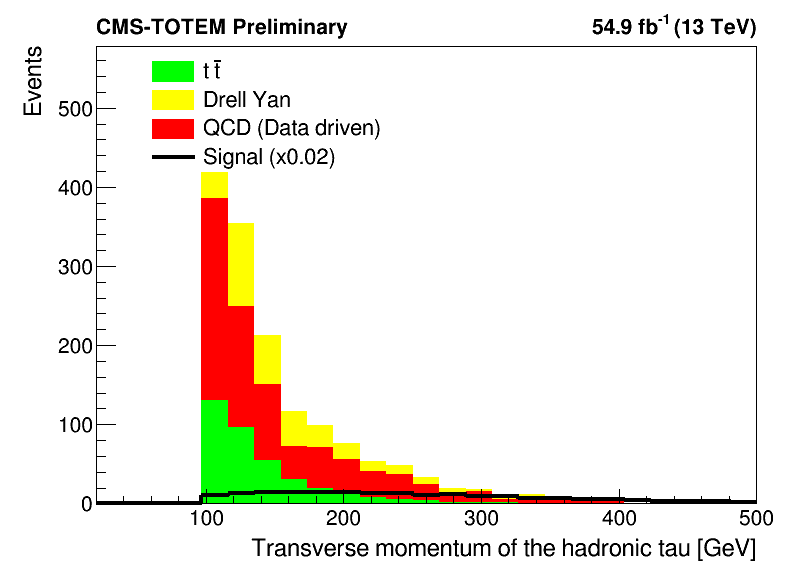 CMS-TOTEM Preliminary 54.9 fb-1 (13 TeV)
Events
t t̄
Drell Yan
QCD (Data driven)
Signal (x0.02)
500
400
300
200
100
0
100 200 300 400 500
Transverse momentum of the hadronic tau [GeV]